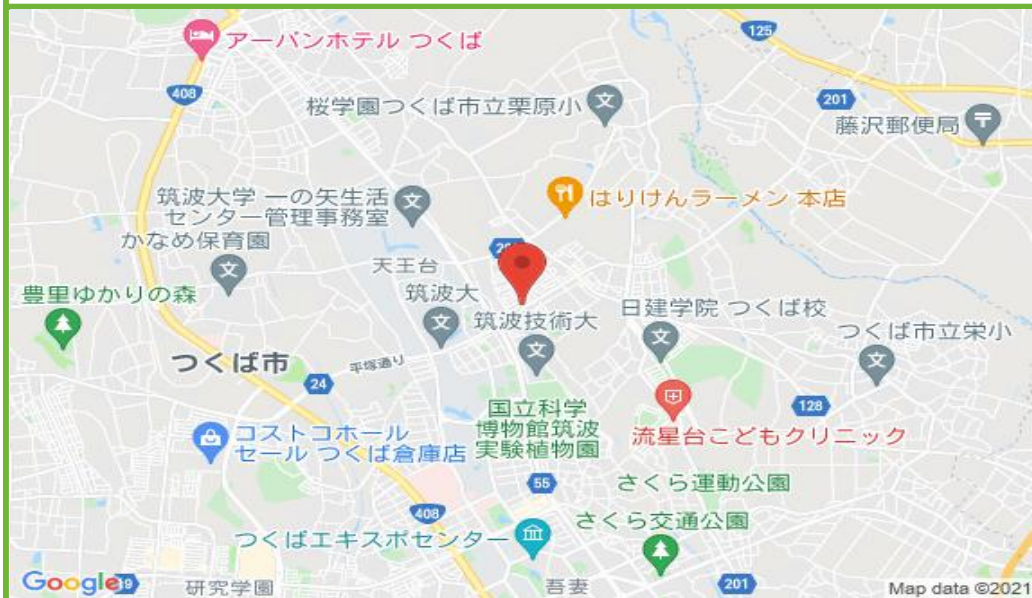 アーバンホテル つくば
125
408
桜学園つくば市立栗原小
201
藤沢郵便局
筑波大学 一の矢生活
センター管理事務室
はりけんラーメン 本店
かなめ保育園
天王台
豊里ゆかりの森
筑波大
筑波技術大
日建学院 つくば校
つくば市立栄小
つくば市
平塚通り
24
国立科学
博物館筑波
実験植物園
128
流星台こどもクリニック
コストコホール
セール つくば倉庫店
55
さくら運動公園
408
さくら交通公園
つくばエキスポセンター
Google
研究学園
吾妻
201
Map data ©2021